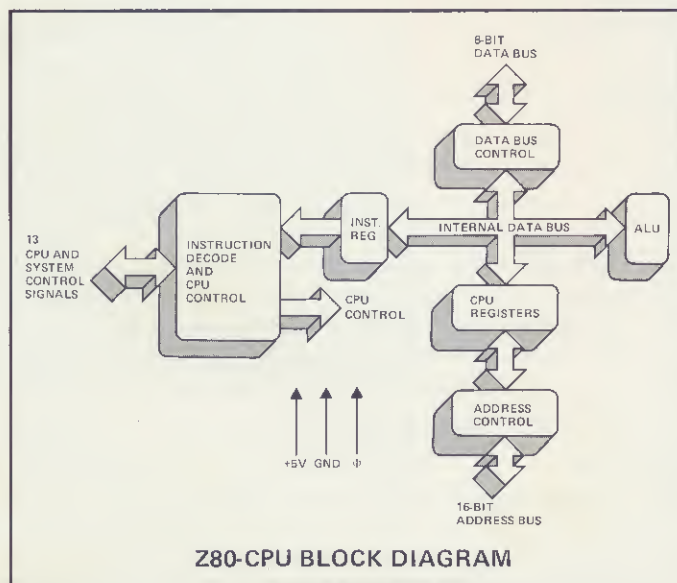 8-BIT
DATA BUS
DATA BUS
CONTROL
13
CPU AND
SYSTEM
CONTROL
SIGNALS
INSTRUCTION
DECODE
AND
CPU
CONTROL
INST.
REG
INTERNAL DATA BUS
ALU
CPU
CONTROL
CPU
REGISTERS
ADDRESS
CONTROL
+5V GND Φ
16-BIT
ADDRESS BUS
Z80-CPU BLOCK DIAGRAM